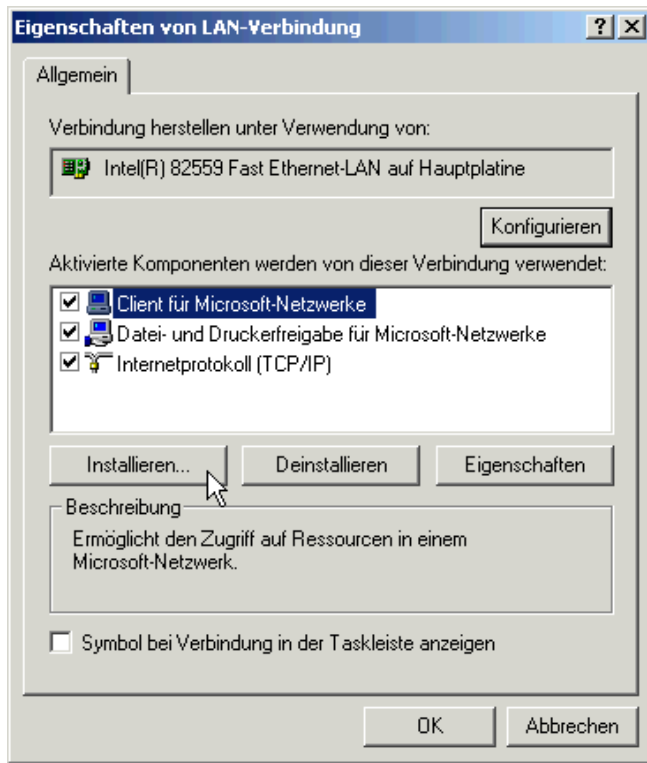 Eigenschaften von LAN-Verbindung
Allgemein
Verbindung herstellen unter Verwendung von:
Intel(R) 82559 Fast Ethernet-LAN auf Hauptplatine
Konfigurieren
Aktivierte Komponenten werden von dieser Verbindung verwendet:
Client für Microsoft-Netzwerke
Datei- und Druckerfreigabe für Microsoft-Netzwerke
Internetprotokoll (TCP/IP)
Installieren... Deinstallieren Eigenschaften
Beschreibung
Ermöglicht den Zugriff auf Ressourcen in einem
Microsoft-Netzwerk.
Symbol bei Verbindung in der Taskleiste anzeigen
OK Abbrechen